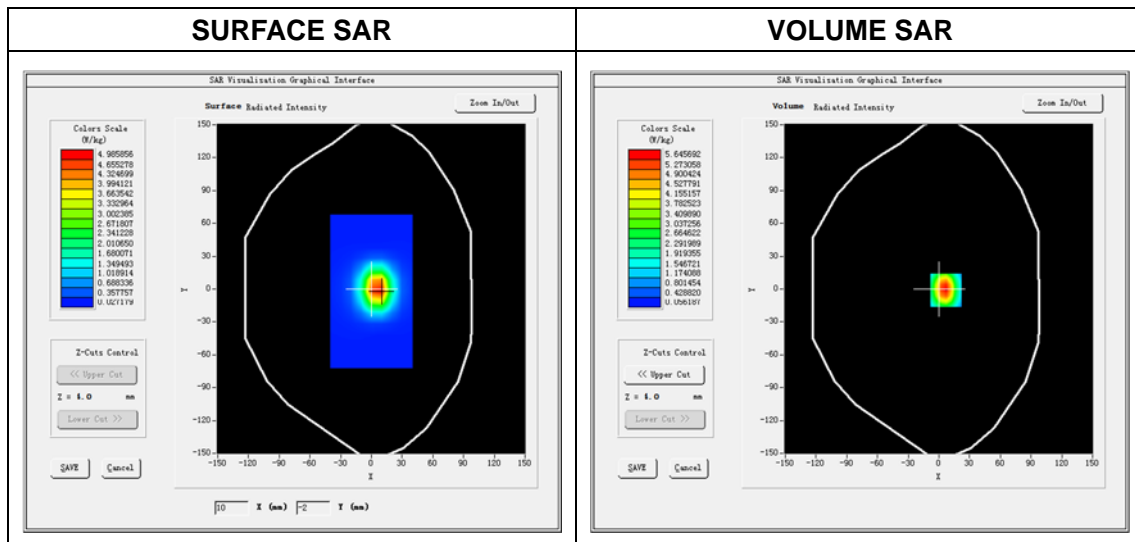 SURFACE SAR
VOLUME SAR
SAR Visualisation Graphical Interface
Surface Radiated Intensity
Zoom In/Out
Colors Scale
(W/kg)
4.985856
4.655278
4.324699
3.994121
3.663542
3.332964
3.002385
2.671807
2.341228
2.010650
1.680071
1.349493
1.018914
0.688336
0.357757
0.027179
Z-Cuts Control
<< Upper Cut
Z = 4.0 mm
Lower Cut >>
SAVE
Cancel
150
120
90
60
30
0
-30
-60
-90
-120
-150
Y
-150 -120 -90 -60 -30 0 30 60 90 120 150
X
10 X (mm) -2 Y (mm)
SAR Visualisation Graphical Interface
Volume Radiated Intensity
Zoom In/Out
Colors Scale
(W/kg)
5.645692
5.273058
4.900424
4.527791
4.155157
3.782523
3.409890
3.037256
2.664622
2.291989
1.919355
1.546721
1.174088
0.801454
0.428820
0.056187
Z-Cuts Control
<< Upper Cut
Z = 4.0 mm
Lower Cut >>
SAVE
Cancel
150
120
90
60
30
0
-30
-60
-90
-120
-150
Y
-150 -120 -90 -60 -30 0 30 60 90 120 150
X